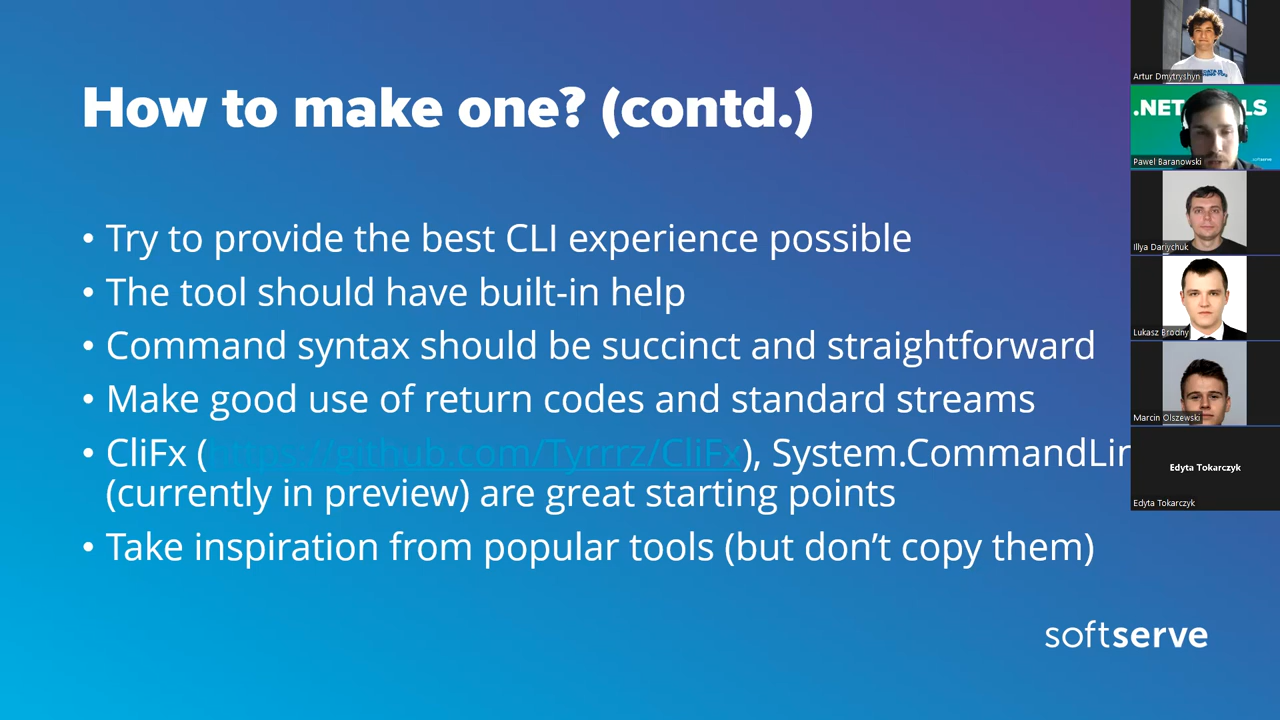 How to make one? (contd.)
• Try to provide the best CLI experience possible
• The tool should have built-in help
• Command syntax should be succinct and straightforward
• Make good use of return codes and standard streams
• CliFx (https://github.com/Tyrrrz/CliFx), System.CommandLin
(currently in preview) are great starting points
• Take inspiration from popular tools (but don’t copy them)
softserve
Artur Dmytryshyn
.NET LS
Pawel Baranowski
Illya Dariychuk
Lukasz Brodny
Marcin Olszewski
Edyta Tokarczyk
Edyta Tokarczyk